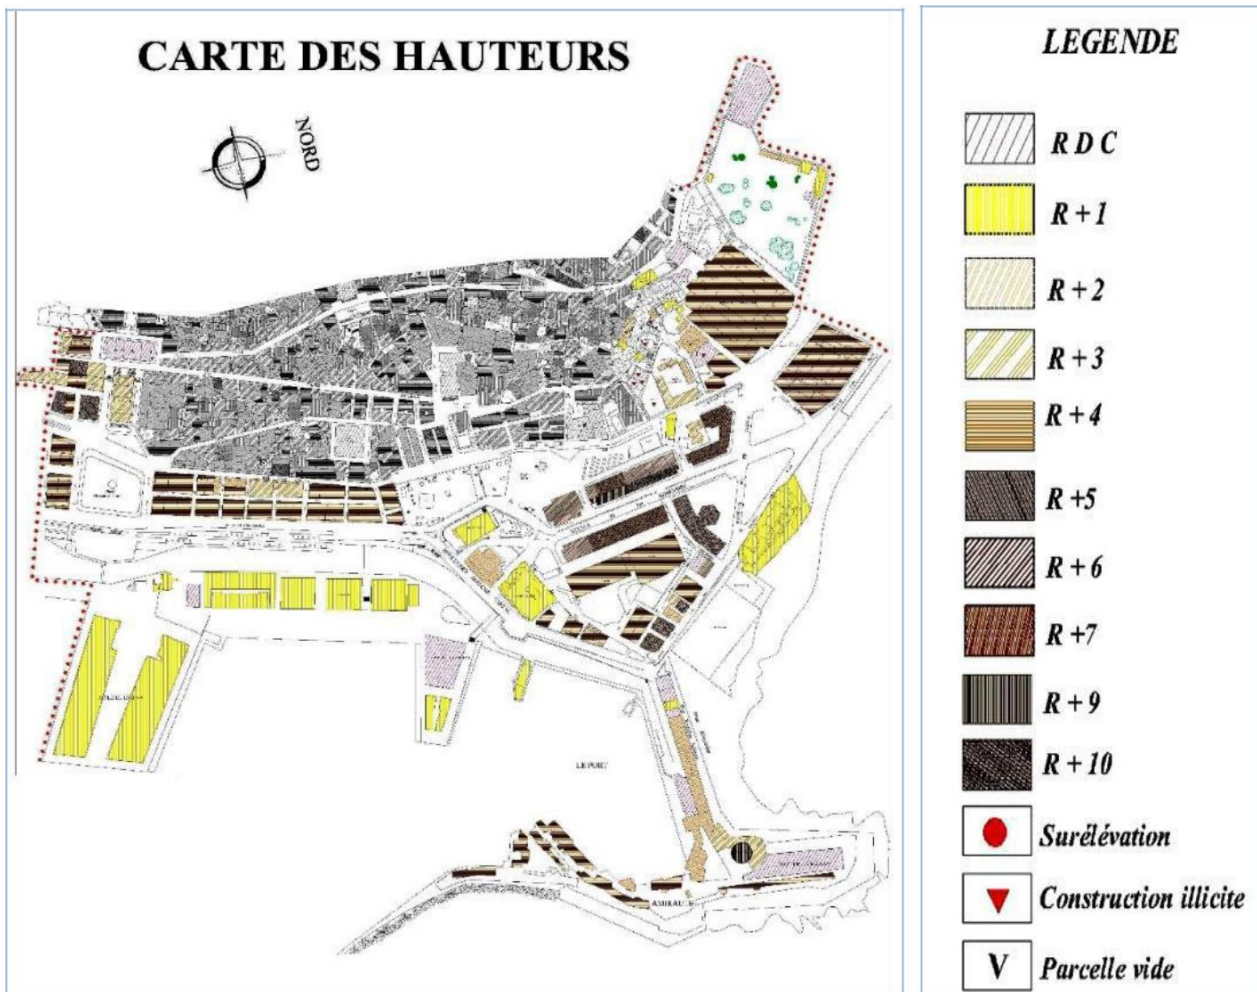 CARTE DES HAUTEURS
NORD
LE PORT
AMIRAUTE
LEGENDE
R D C
R + 1
R + 2
R + 3
R + 4
R +5
R + 6
R +7
R + 9
R + 10
Surélévation
Construction illicite
V Parcelle vide